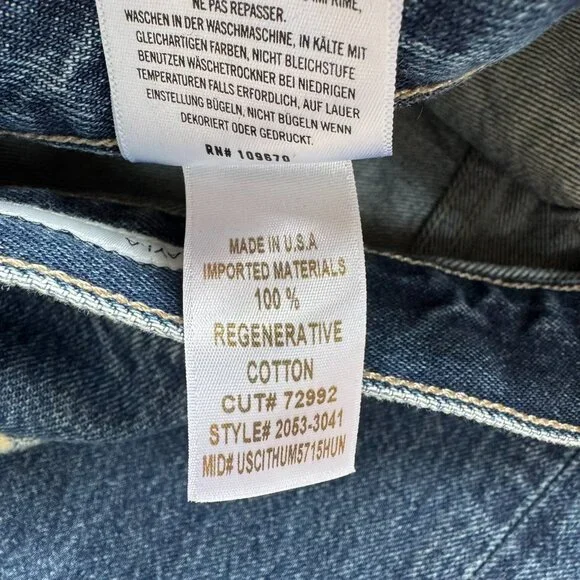 IMPRIMÉ,
NE PAS REPASSER.
WASCHEN IN DER WASCHMASCHINE, IN KÄLTE MIT
GLEICHARTIGEN FARBEN, NICHT BLEICHSTUFE
BENUTZEN WÄSCHETROCKNER BEI NIEDRIGEN
TEMPERATUREN FALLS ERFORDLICH, AUF LAUER
EINSTELLUNG BÜGELN, NICHT BÜGELN WENN
DEKORIERT ODER GEDRUCKT.
RN# 109670
MADE IN U.S.A
IMPORTED MATERIALS
100 %
REGENERATIVE
COTTON
CUT# 72992
STYLE# 2053-3041
MID# USCITHUM5715HUN